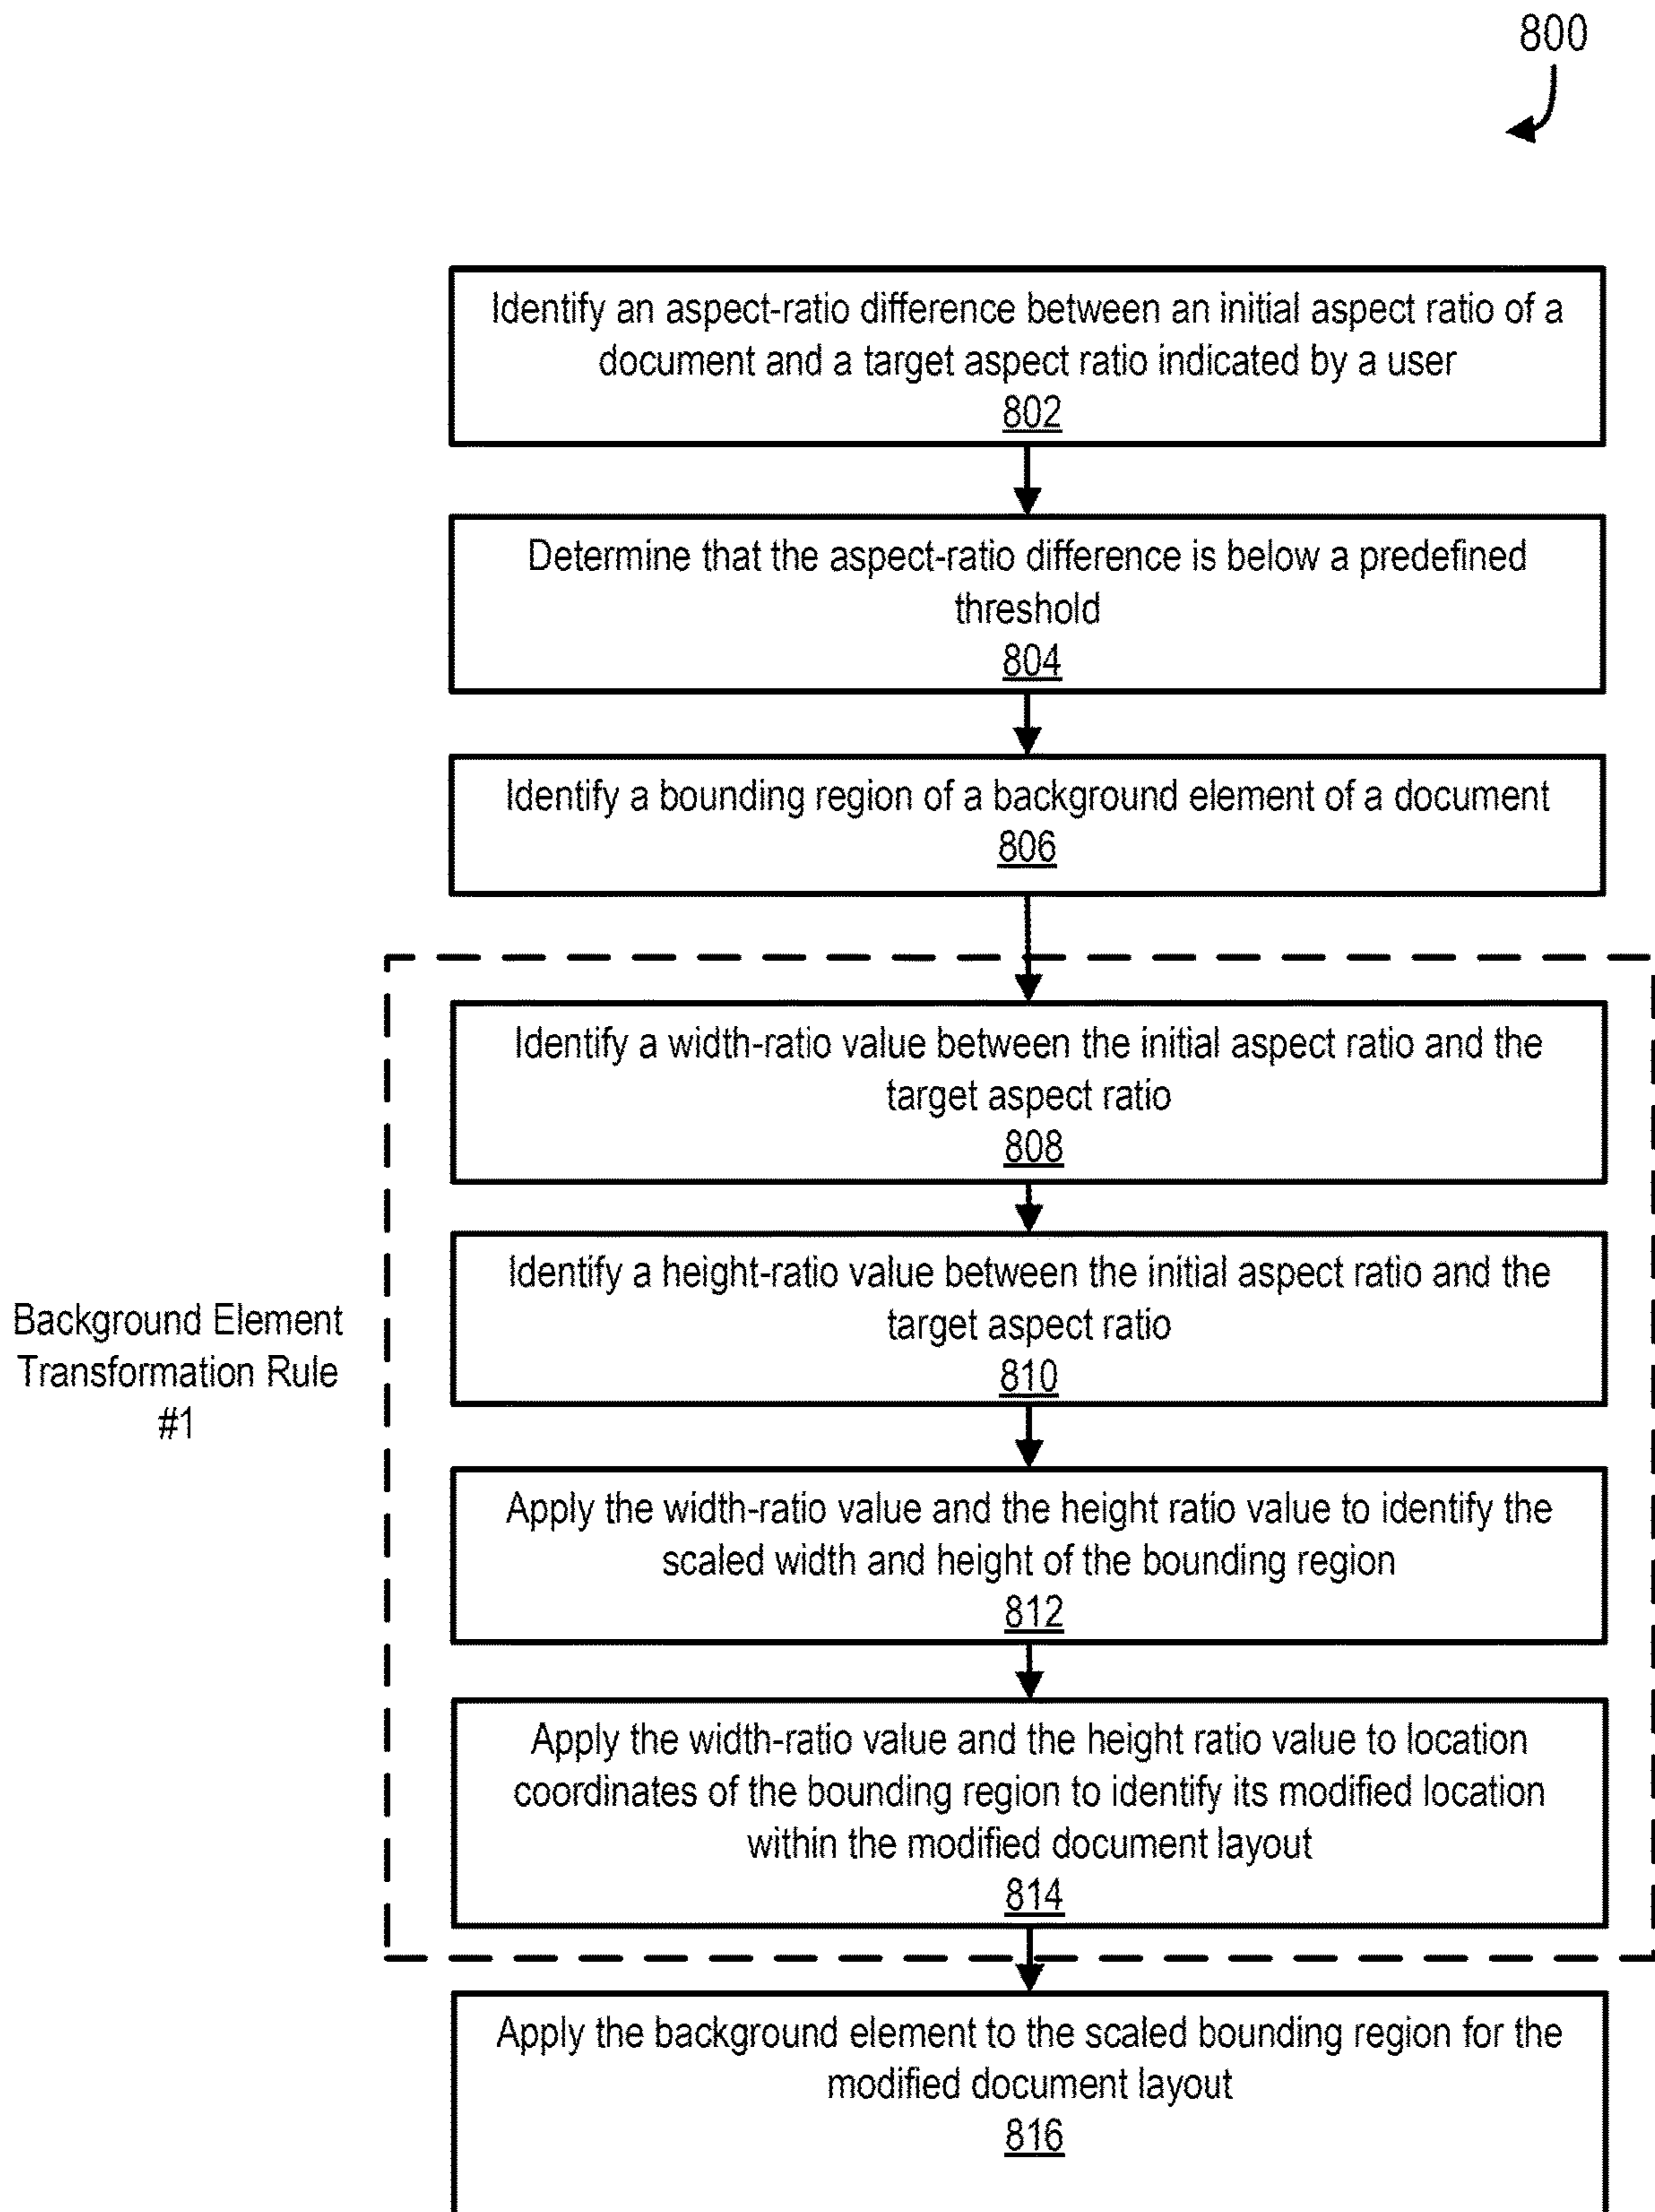 800
Identify an aspect-ratio difference between an initial aspect ratio of a
document and a target aspect ratio indicated by a user
802
Determine that the aspect-ratio difference is below a predefined
threshold
804
Identify a bounding region of a background element of a document
806
Identify a width-ratio value between the initial aspect ratio and the
target aspect ratio
808
Identify a height-ratio value between the initial aspect ratio and the
target aspect ratio
810
Background Element
Transformation Rule
#1
Apply the width-ratio value and the height ratio value to identify the
scaled width and height of the bounding region
812
Apply the width-ratio value and the height ratio value to location
coordinates of the bounding region to identify its modified location
within the modified document layout
814
Apply the background element to the scaled bounding region for the
modified document layout
816